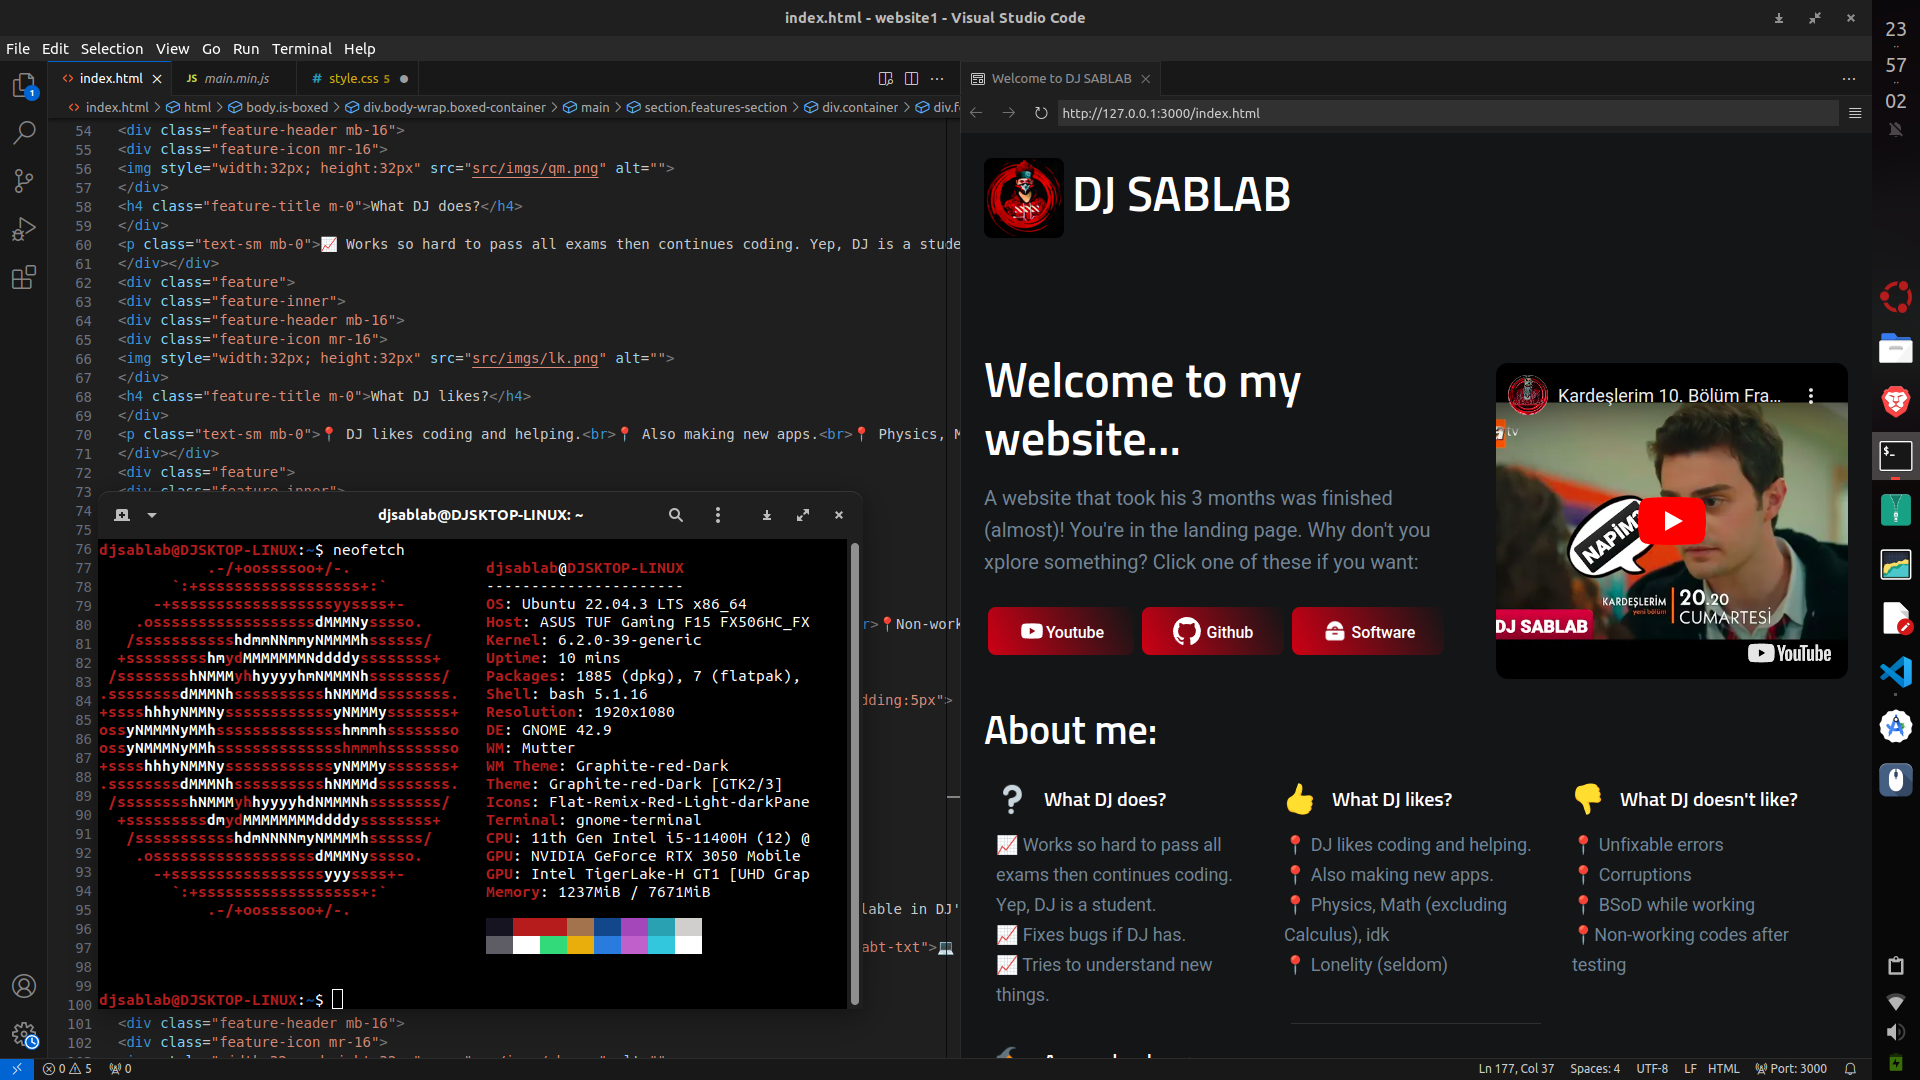 index.html - website1 - Visual Studio Code
File Edit Selection View Go Run Terminal Help
index.html
JS main.min.js
# style.css 5
index.html > html > body.is-boxed > div.body-wrap.boxed-container > main > section.features-section > div.container > div.f
54 <div class="feature-header mb-16">
55 <div class="feature-icon mr-16">
56 <img style="width:32px; height:32px" src="src/imgs/qm.png" alt="">
57 </div>
58 <h4 class="feature-title m-0">What DJ does?</h4>
59 </div>
60 <p class="text-sm mb-0">📈 Works so hard to pass all exams then continues coding. Yep, DJ is a stude
61 </div></div>
62 <div class="feature">
63 <div class="feature-inner">
64 <div class="feature-header mb-16">
65 <div class="feature-icon mr-16">
66 <img style="width:32px; height:32px" src="src/imgs/lk.png" alt="">
67 </div>
68 <h4 class="feature-title m-0">What DJ likes?</h4>
69 </div>
70 <p class="text-sm mb-0">📍 DJ likes coding and helping.<br>📍 Also making new apps.<br>📍 Physics, M
71 </div></div>
72 <div class="feature">
73
74
75
76
77
78
79
80 r>📍Non-work
81
82
83
84 dding:5px">
85
86
87
88
89
90
91
92
93
94
95 lable in DJ'
96
97 abt-txt">💻
98
99
100
101 <div class="feature-header mb-16">
102 <div class="feature-icon mr-16">
djsablab@DJSKTOP-LINUX: ~
djsablab@DJSKTOP-LINUX:~$ neofetch
djsablab@DJSKTOP-LINUX
----------------------
OS: Ubuntu 22.04.3 LTS x86_64
Host: ASUS TUF Gaming F15 FX506HC_FX
Kernel: 6.2.0-39-generic
Uptime: 10 mins
Packages: 1885 (dpkg), 7 (flatpak),
Shell: bash 5.1.16
Resolution: 1920x1080
DE: GNOME 42.9
WM: Mutter
WM Theme: Graphite-red-Dark
Theme: Graphite-red-Dark [GTK2/3]
Icons: Flat-Remix-Red-Light-darkPane
Terminal: gnome-terminal
CPU: 11th Gen Intel i5-11400H (12) @
GPU: NVIDIA GeForce RTX 3050 Mobile
GPU: Intel TigerLake-H GT1 [UHD Grap
Memory: 1237MiB / 7671MiB
djsablab@DJSKTOP-LINUX:~$
Welcome to DJ SABLAB
http://127.0.0.1:3000/index.html
DJ SABLAB
Welcome to my
website...
A website that took his 3 months was finished
(almost)! You're in the landing page. Why don't you
xplore something? Click one of these if you want:
Youtube
Github
Software
Kardeşlerim 10. Bölüm Fra...
tv
NAPİM?
KARDEŞLERİM
yeni bölüm
20.20
CUMARTESİ
DJ SABLAB
YouTube
About me:
What DJ does?
📈 Works so hard to pass all
exams then continues coding.
Yep, DJ is a student.
📈 Fixes bugs if DJ has.
📈 Tries to understand new
things.
What DJ likes?
📍 DJ likes coding and helping.
📍 Also making new apps.
📍 Physics, Math (excluding
Calculus), idk
📍 Lonelity (seldom)
What DJ doesn't like?
📍 Unfixable errors
📍 Corruptions
📍 BSoD while working
📍Non-working codes after
testing
0 5 0
Ln 177, Col 37 Spaces: 4 UTF-8 LF HTML Port: 3000
23
57
02